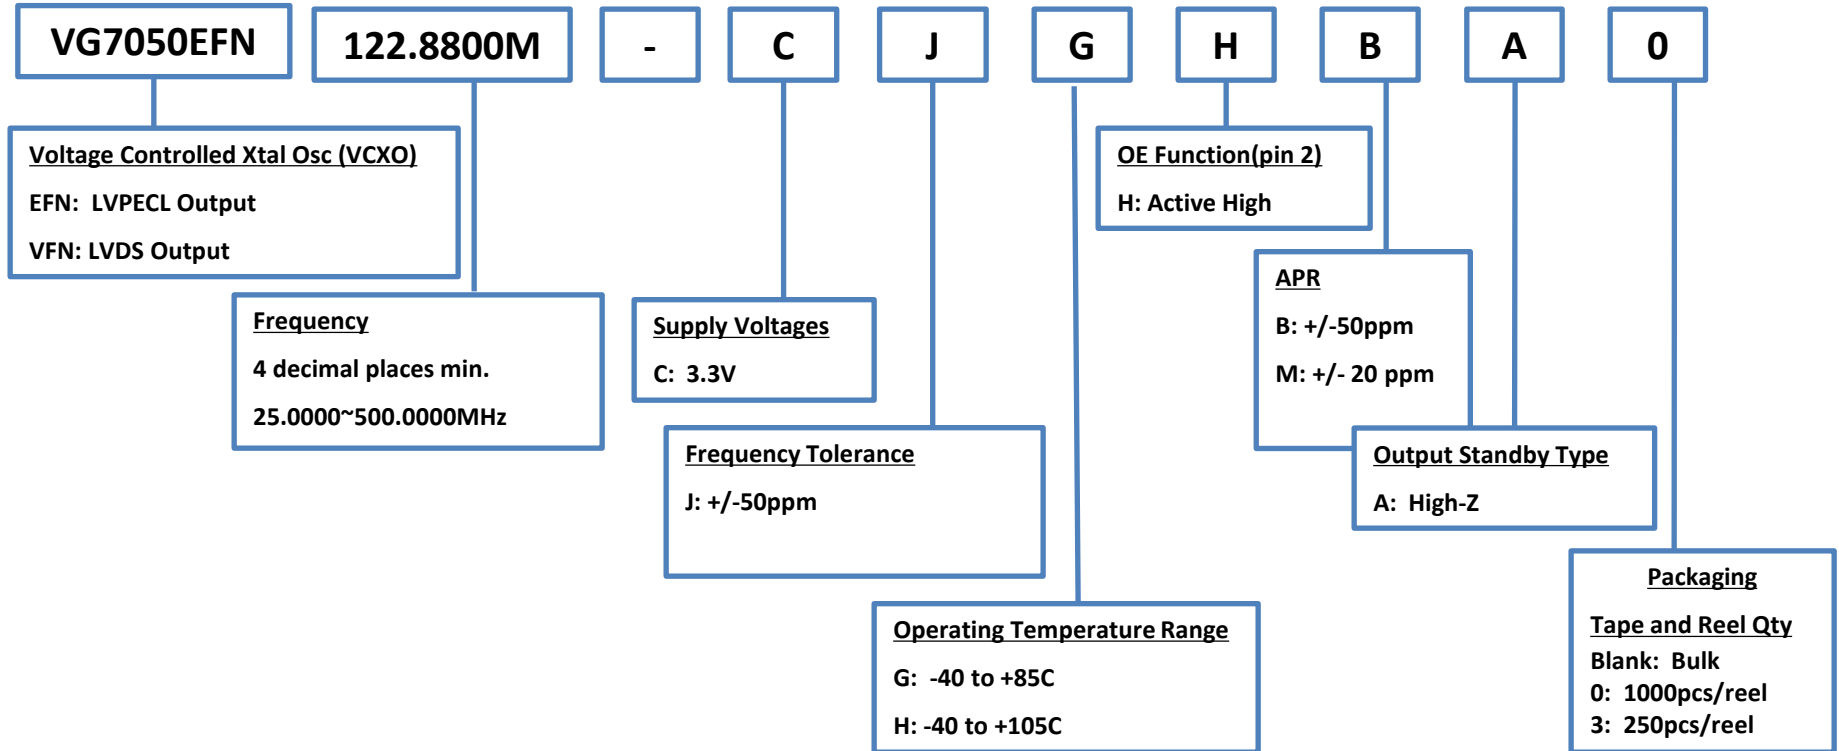 VG7050EFN 122.8800M - C J G H B A 0
Voltage Controlled Xtal Osc (VCXO)
EFN: LVPECL Output
VFN: LVDS Output
Frequency
4 decimal places min.
25.0000~500.0000MHz
Supply Voltages
C: 3.3V
Frequency Tolerance
J: +/-50ppm
Operating Temperature Range
G: -40 to +85C
H: -40 to +105C
OE Function(pin 2)
H: Active High
APR
B: +/-50ppm
M: +/- 20 ppm
Output Standby Type
A: High-Z
Packaging
Tape and Reel Qty
Blank: Bulk
0: 1000pcs/reel
3: 250pcs/reel